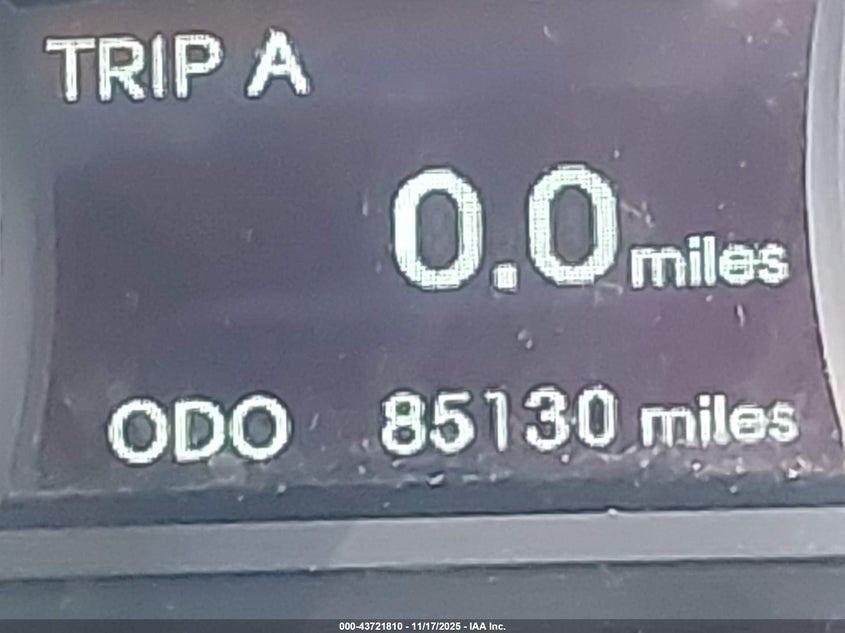 TRIP A
0.0 miles
ODO 85130 miles
000-43721810 - 11/17/2025 - IAA Inc.